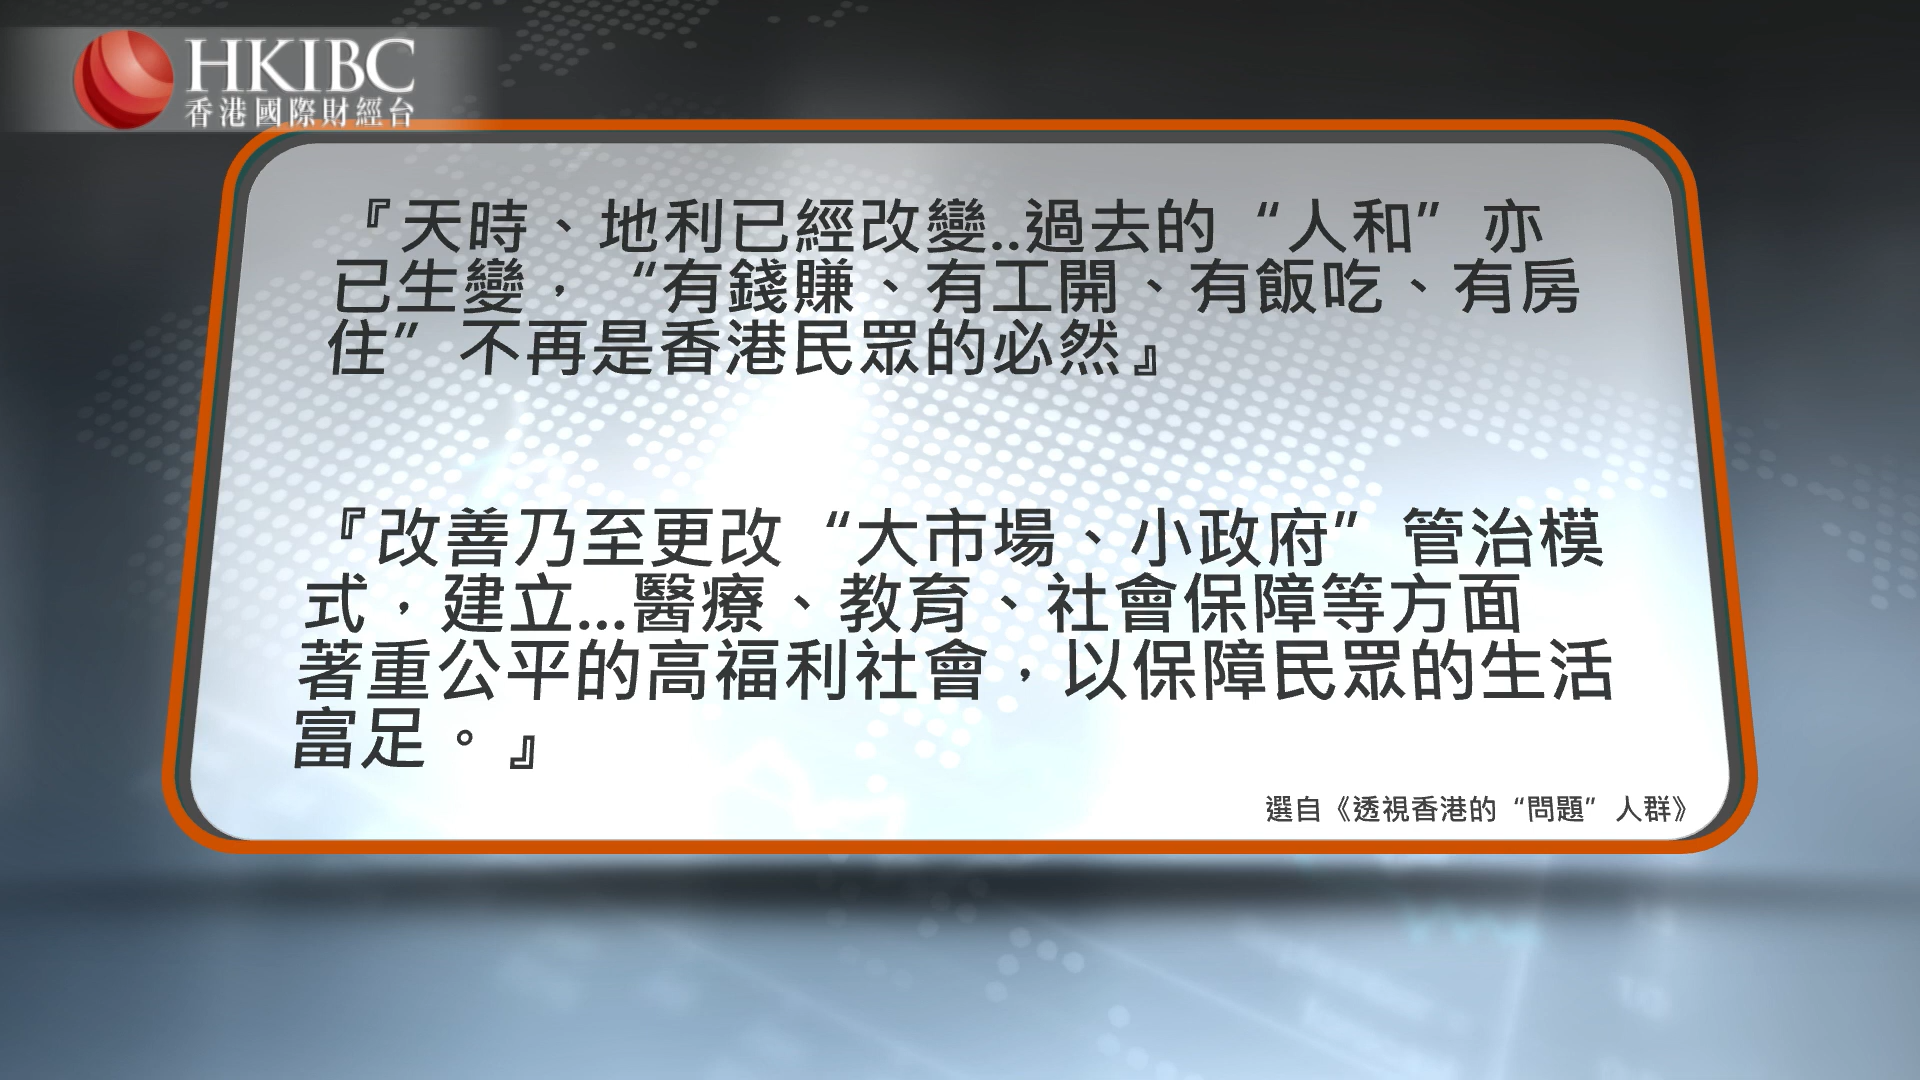 HKIBC
香港國際財經台
『天時、地利已經改變..過去的“人和”亦
已生變，“有錢賺、有工開、有飯吃、有房
住”不再是香港民眾的必然』
『改善乃至更改“大市場、小政府”管治模
式，建立...醫療、教育、社會保障等方面
著重公平的高福利社會，以保障民眾的生活
富足。』
選自《透視香港的“問題”人群》